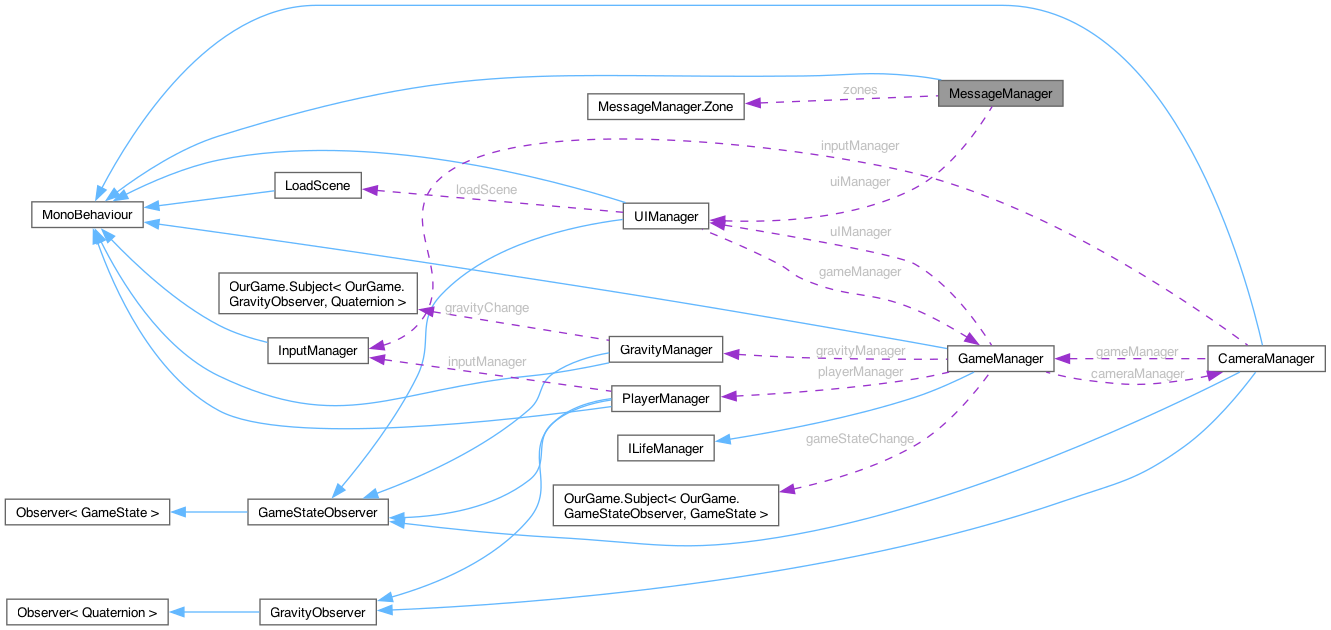 MessageManager
zones
MessageManager.Zone
inputManager
uiManager
LoadScene
loadScene
MonoBehaviour
UIManager
uIManager
gameManager
OurGame.Subject< OurGame.
GravityObserver, Quaternion >
gravityChange
InputManager
GravityManager
gravityManager
GameManager
gameManager
CameraManager
inputManager
playerManager
cameraManager
PlayerManager
gameStateChange
ILifeManager
OurGame.Subject< OurGame.
GameStateObserver, GameState >
Observer< GameState >
GameStateObserver
Observer< Quaternion >
GravityObserver